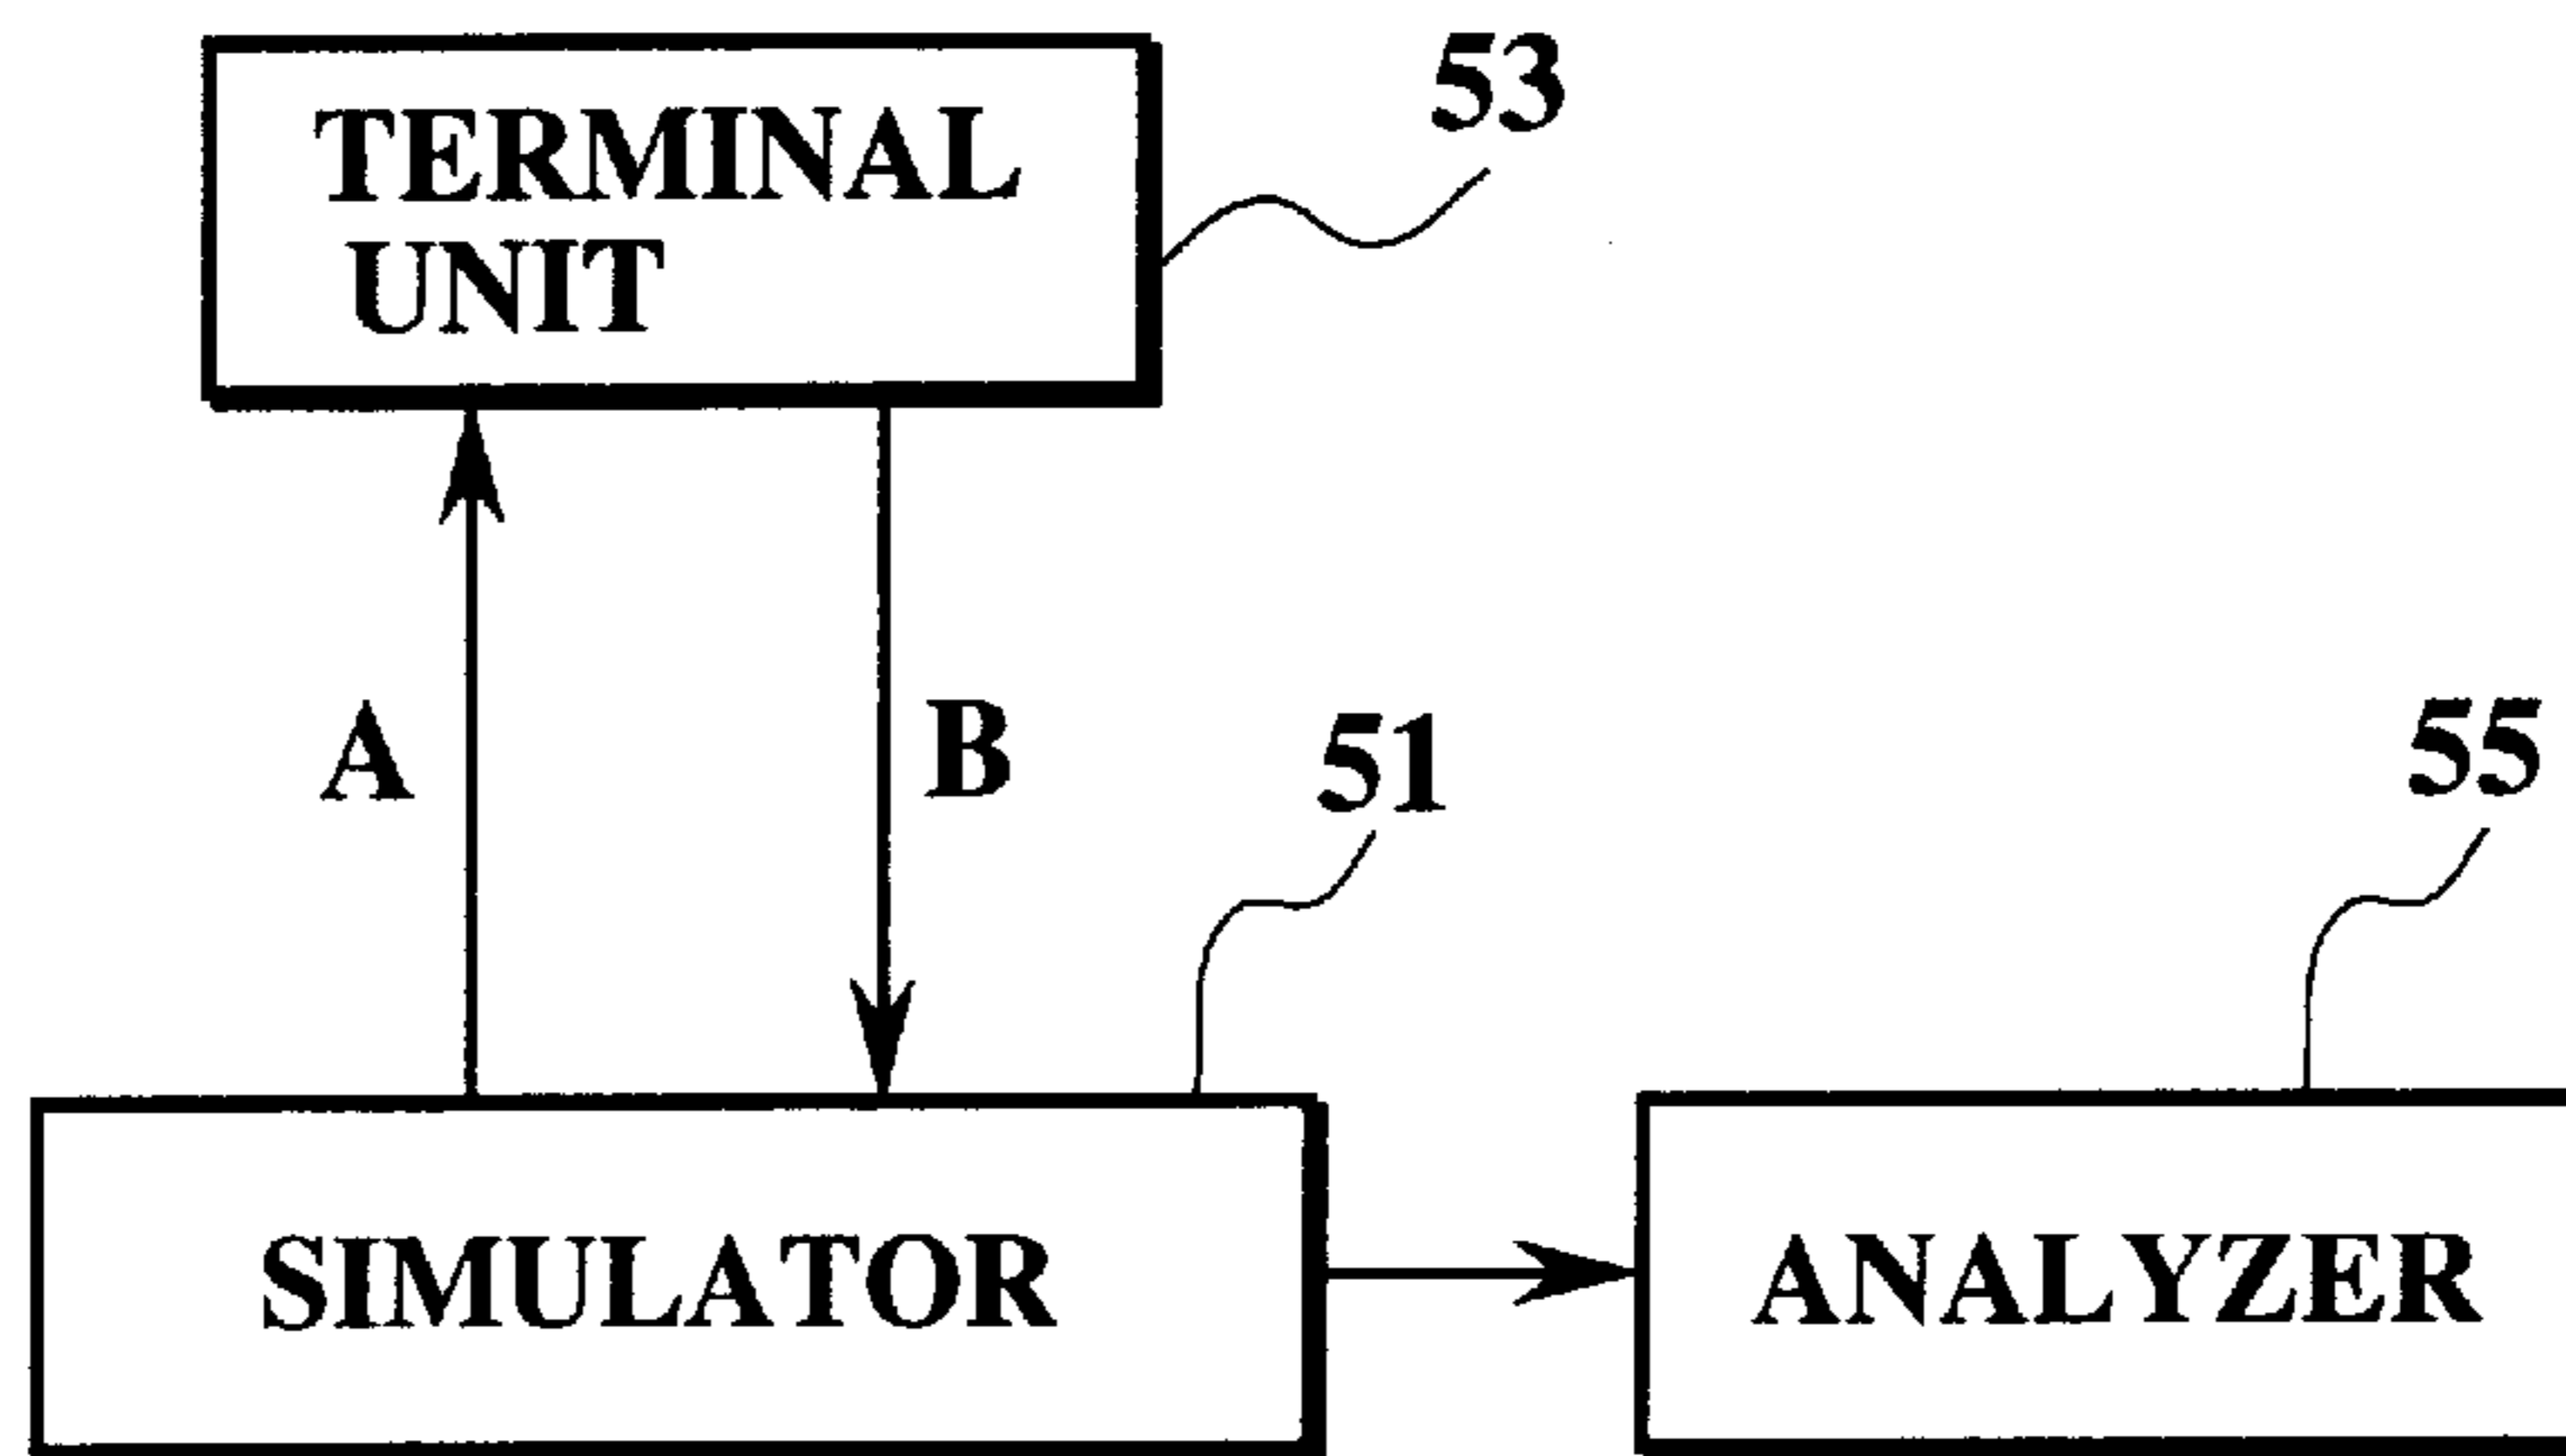 TERMINAL
UNIT
53
A
B
51
55
SIMULATOR
ANALYZER